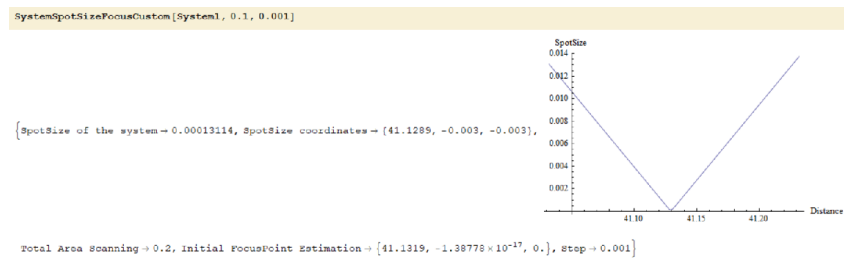 SystemSpotSizeFocusCustom[System1, 0.1, 0.001]
SpotSize
0.014
0.012
0.010
0.008
0.006
0.004
0.002
41.10 41.15 41.20
Distance
{SpotSize of the system → 0.00013114, SpotSize coordinates → {41.1289, -0.003, -0.003},
Total Area Scanning → 0.2, Initial FocusPoint Estimation → {41.1319, -1.38778×10⁻¹⁷, 0.}, Step → 0.001}